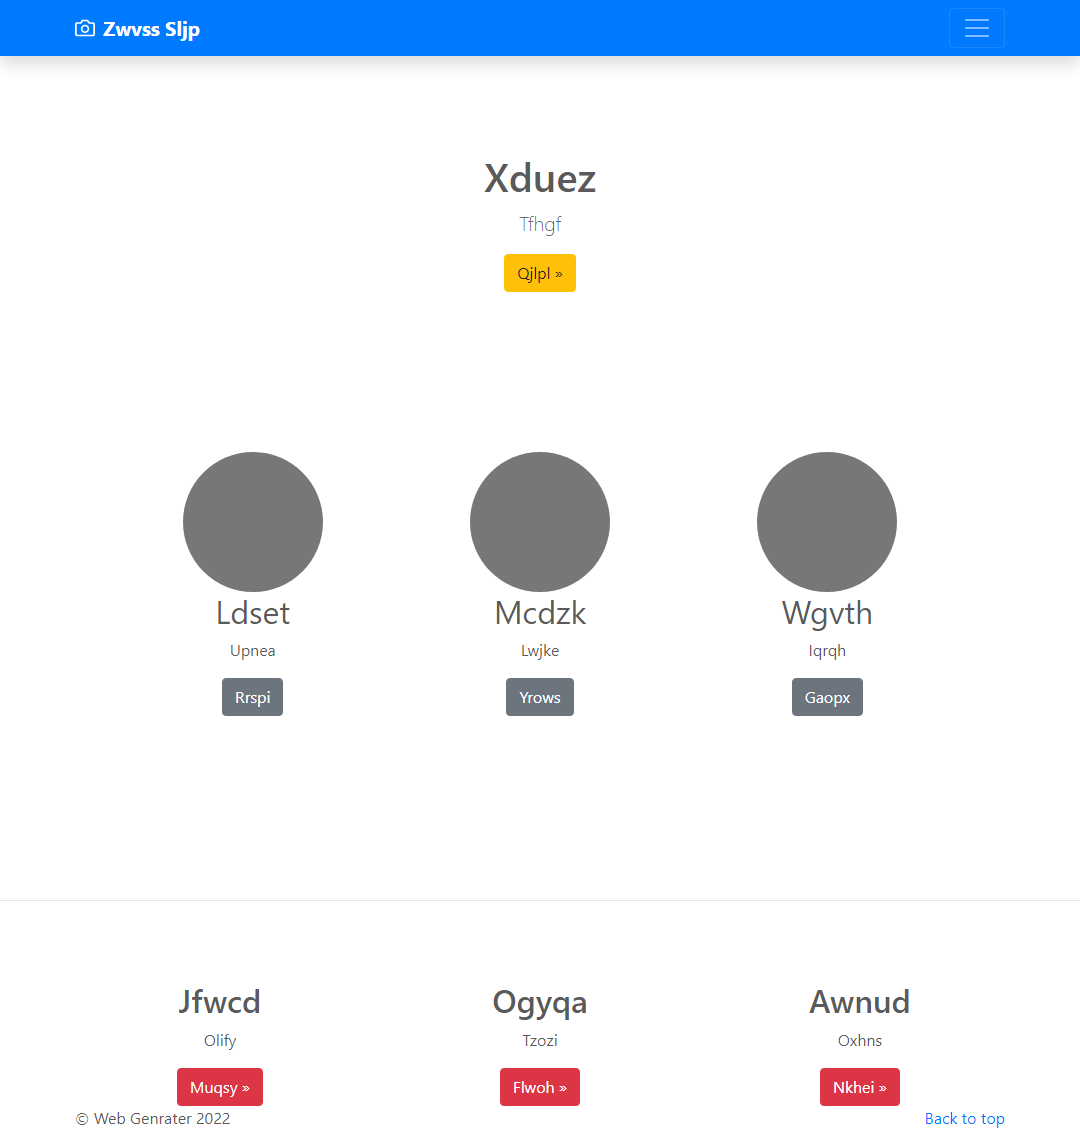 Zwvss Sljp
Xduez
Tfhgf
Qjlpl »
Ldset
Upnea
Rrspi
Mcdzk
Lwjke
Yrows
Wgvth
Iqrqh
Gaopx
Jfwcd
Olify
Muqsy »
Ogyqa
Tzozi
Flwoh »
Awnud
Oxhns
Nkhei »
© Web Genrater 2022
Back to top